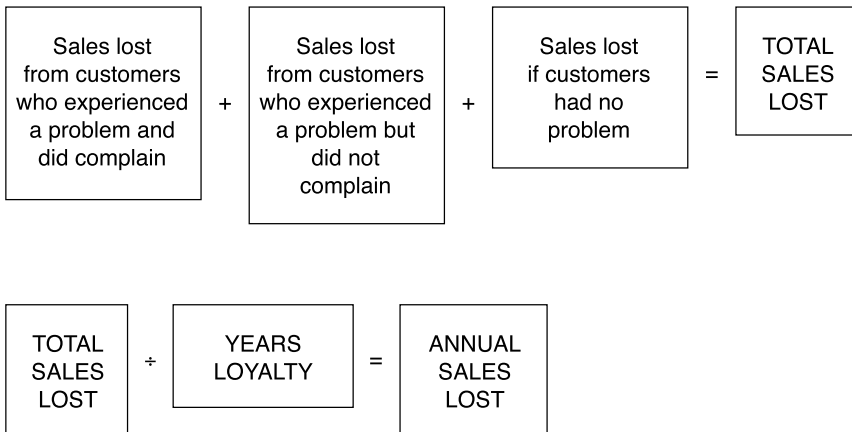 Sales lost
from customers
who experienced
a problem and
did complain
+
Sales lost
from customers
who experienced
a problem but
did not
complain
+
Sales lost
if customers
had no
problem
=
TOTAL
SALES
LOST
TOTAL
SALES
LOST
÷
YEARS
LOYALTY
=
ANNUAL
SALES
LOST